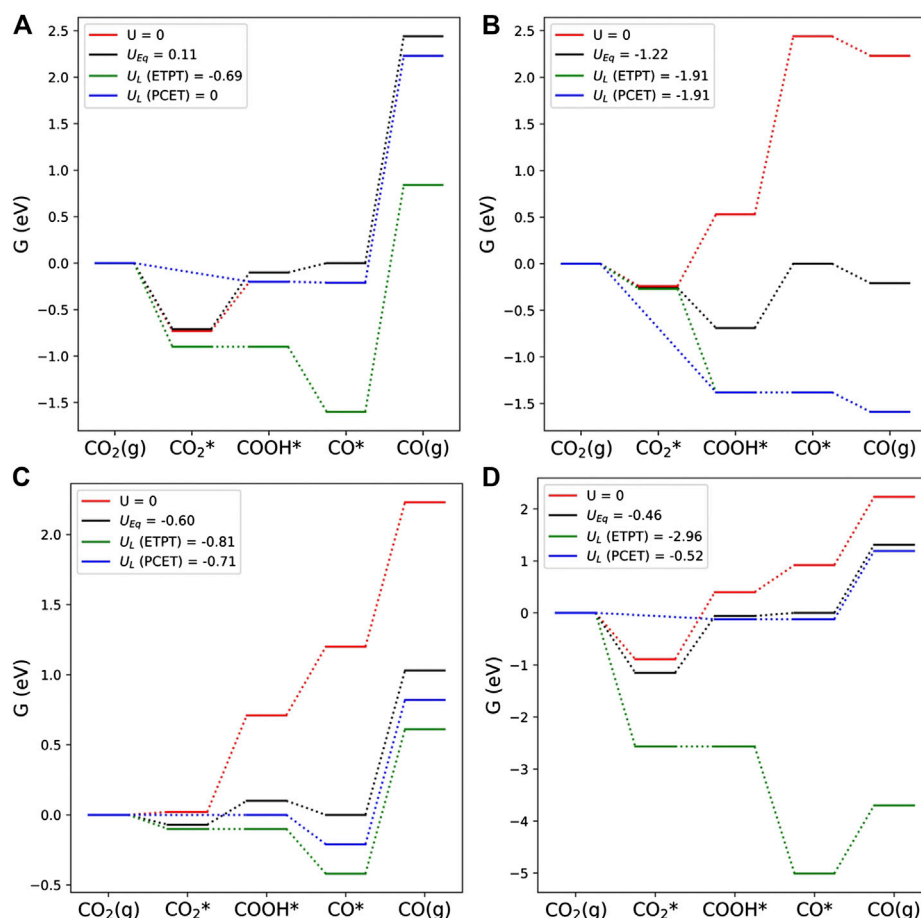 A
U = 0
U_Eq = 0.11
U_L (ETPT) = -0.69
U_L (PCET) = 0
G (eV)
2.5
2.0
1.5
1.0
0.5
0.0
−0.5
−1.0
−1.5
CO₂(g) CO₂* COOH* CO* CO(g)
B
U = 0
U_Eq = -1.22
U_L (ETPT) = -1.91
U_L (PCET) = -1.91
G (eV)
2.5
2.0
1.5
1.0
0.5
0.0
−0.5
−1.0
−1.5
CO₂(g) CO₂* COOH* CO* CO(g)
C
U = 0
U_Eq = -0.60
U_L (ETPT) = -0.81
U_L (PCET) = -0.71
G (eV)
2.0
1.5
1.0
0.5
0.0
−0.5
CO₂(g) CO₂* COOH* CO* CO(g)
D
U = 0
U_Eq = -0.46
U_L (ETPT) = -2.96
U_L (PCET) = -0.52
G (eV)
2
1
0
−1
−2
−3
−4
−5
CO₂(g) CO₂* COOH* CO* CO(g)